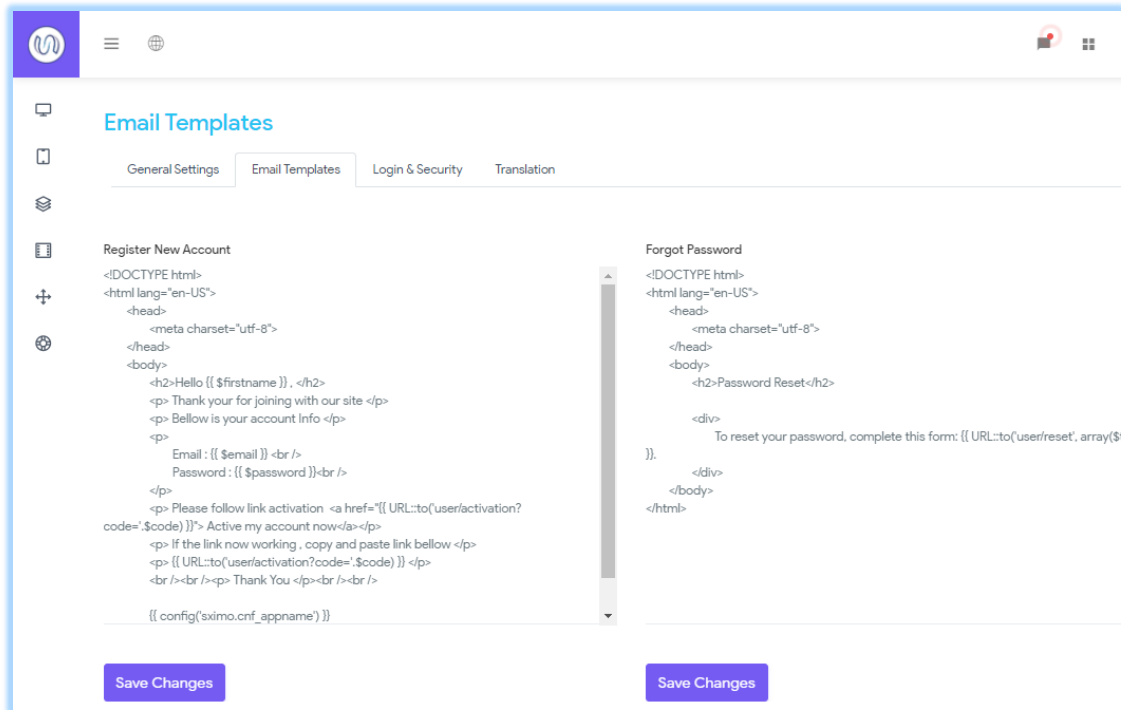 Email Templates
General Settings Email Templates Login & Security Translation
Register New Account
<!DOCTYPE html>
<html lang="en-US">
<head>
<meta charset="utf-8">
</head>
<body>
<h2>Hello {{ $firstname }} , </h2>
<p> Thank your for joining with our site </p>
<p> Bellow is your account Info </p>
<p>
Email : {{ $email }} <br />
Password : {{ $password }}<br />
</p>
<p> Please follow link activation <a href="{{ URL::to('user/activation?
code='.$code) }}"> Active my account now</a></p>
<p> If the link now working , copy and paste link bellow </p>
<p> {{ URL::to('user/activation?code='.$code) }} </p>
<br /><br /><p> Thank You </p><br /><br />
{{ config('sximo.cnf_appname') }}
Save Changes
Forgot Password
<!DOCTYPE html>
<html lang="en-US">
<head>
<meta charset="utf-8">
</head>
<body>
<h2>Password Reset</h2>
<div>
To reset your password, complete this form: {{ URL::to('user/reset', array($
}}.
</div>
</body>
</html>
Save Changes